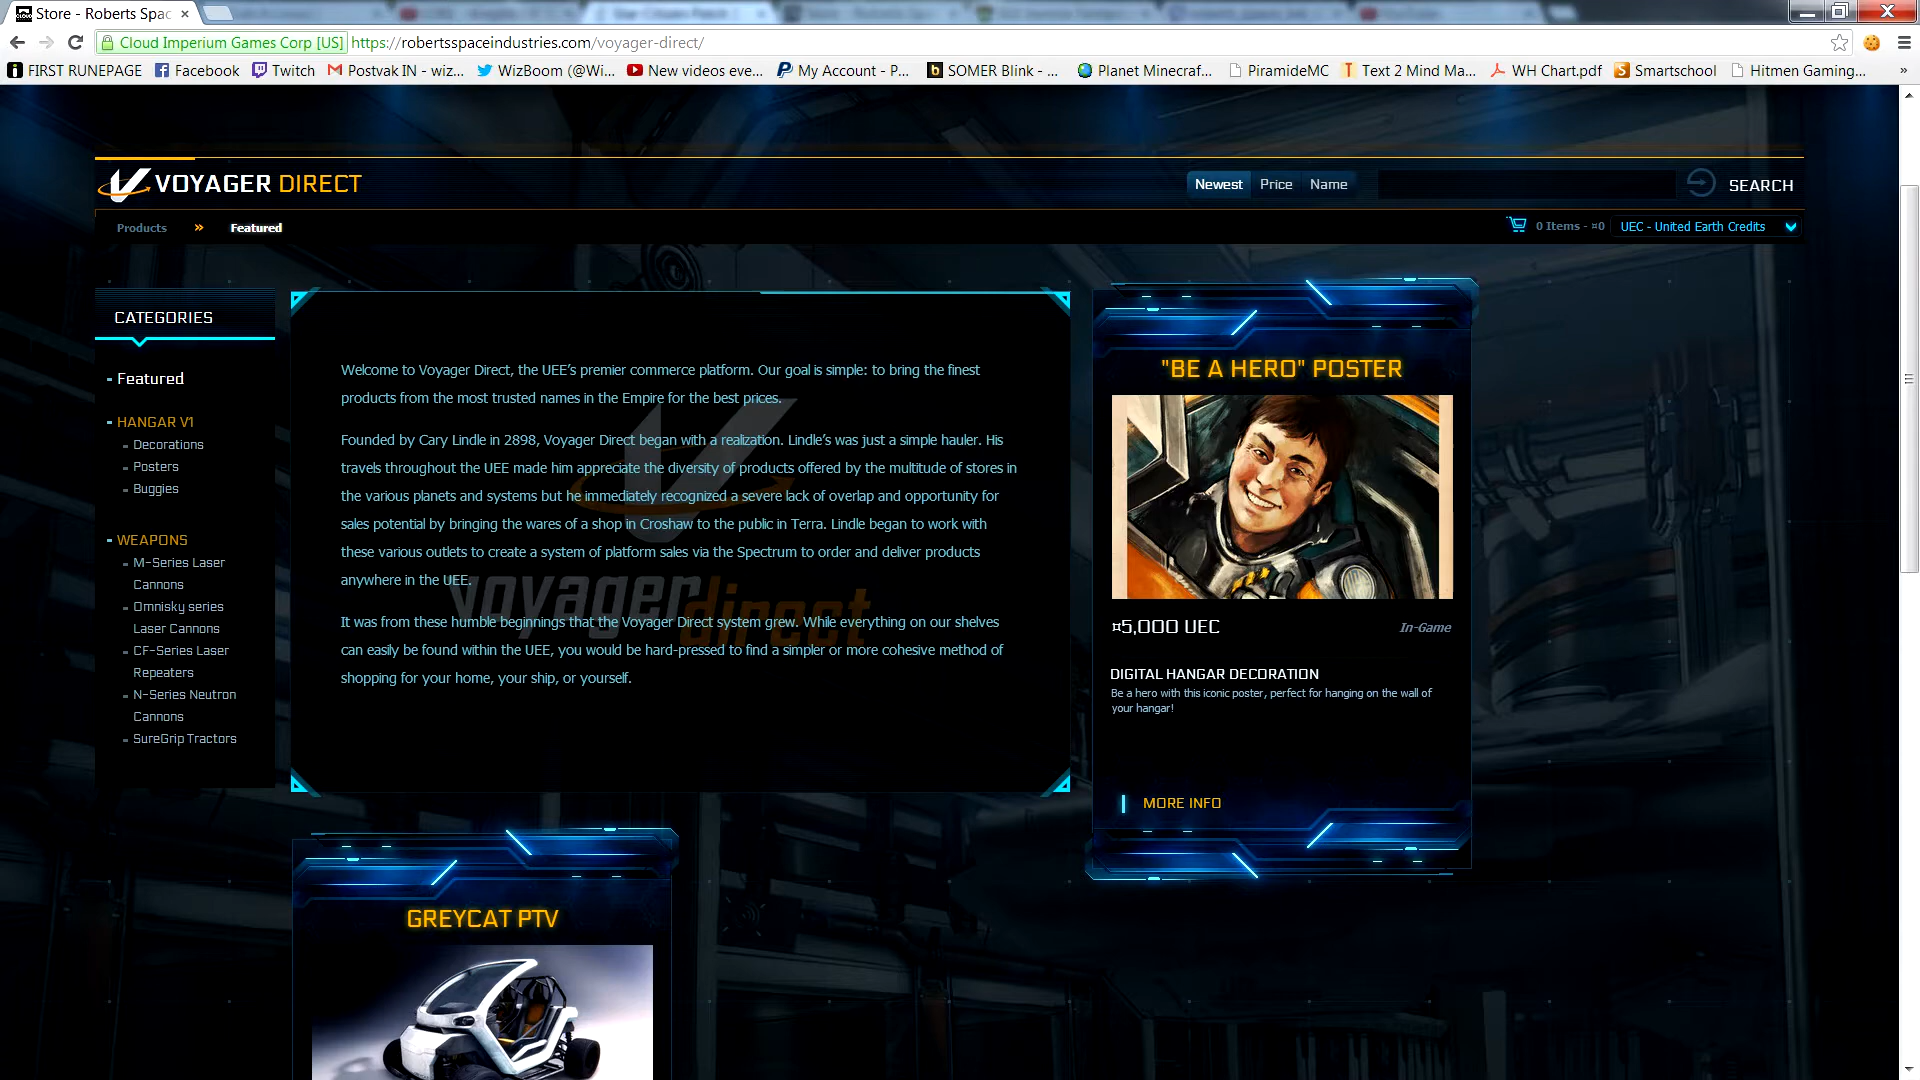 Store - Roberts Spac
Cloud Imperium Games Corp [US] https://robertsspaceindustries.com/voyager-direct/
FIRST RUNEPAGE Facebook Twitch Postvak IN - wiz... WizBoom (@Wi... New videos eve... My Account - P... SOMER Blink - ... Planet Minecraf... PiramideMC Text 2 Mind Ma... WH Chart.pdf Smartschool Hitmen Gaming... »
VOYAGER DIRECT
Newest Price Name
SEARCH
Products » Featured
0 Items - ¤0
UEC - United Earth Credits
CATEGORIES
Featured
HANGAR V1
Decorations
Posters
Buggies
WEAPONS
M-Series Laser
Cannons
Omnisky series
Laser Cannons
CF-Series Laser
Repeaters
N-Series Neutron
Cannons
SureGrip Tractors
Welcome to Voyager Direct, the UEE's premier commerce platform. Our goal is simple: to bring the finest
products from the most trusted names in the Empire for the best prices.
Founded by Cary Lindle in 2898, Voyager Direct began with a realization. Lindle's was just a simple hauler. His
travels throughout the UEE made him appreciate the diversity of products offered by the multitude of stores in
the various planets and systems but he immediately recognized a severe lack of overlap and opportunity for
sales potential by bringing the wares of a shop in Croshaw to the public in Terra. Lindle began to work with
these various outlets to create a system of platform sales via the Spectrum to order and deliver products
anywhere in the UEE.
voyager direct
It was from these humble beginnings that the Voyager Direct system grew. While everything on our shelves
can easily be found within the UEE, you would be hard-pressed to find a simpler or more cohesive method of
shopping for your home, your ship, or yourself.
"BE A HERO" POSTER
¤5,000 UEC
In-Game
DIGITAL HANGAR DECORATION
Be a hero with this iconic poster, perfect for hanging on the wall of
your hangar!
MORE INFO
GREYCAT PTV